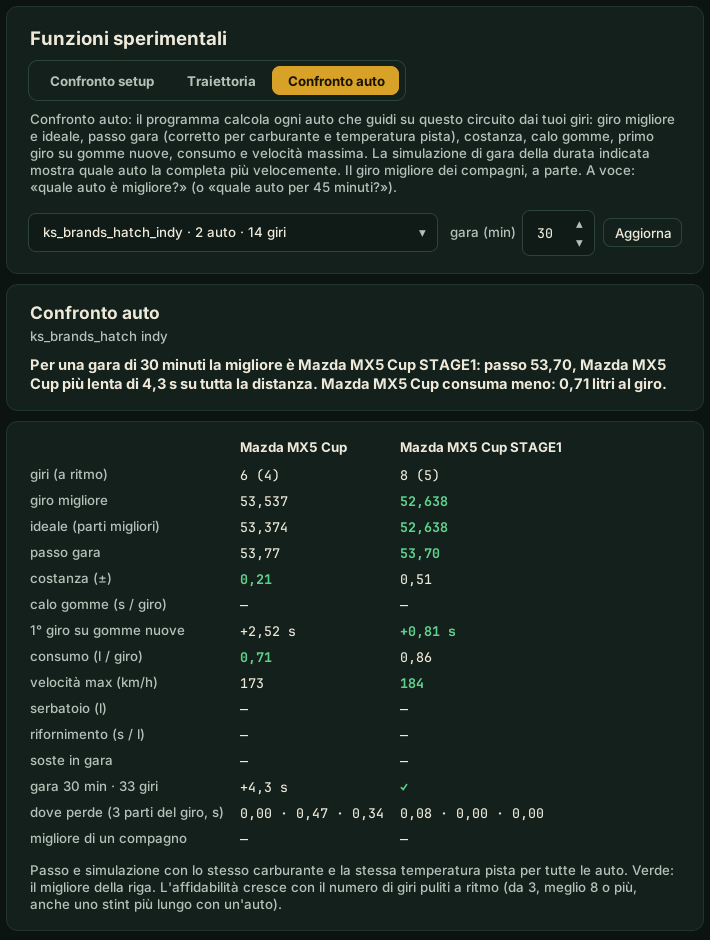 Funzioni sperimentali
Confronto setup Traiettoria Confronto auto
Confronto auto: il programma calcola ogni auto che guidi su questo circuito dai tuoi giri: giro migliore
e ideale, passo gara (corretto per carburante e temperatura pista), costanza, calo gomme, primo
giro su gomme nuove, consumo e velocità massima. La simulazione di gara della durata indicata
mostra quale auto la completa più velocemente. Il giro migliore dei compagni, a parte. A voce:
«quale auto è migliore?» (o «quale auto per 45 minuti?»).
ks_brands_hatch_indy · 2 auto · 14 giri ▾ gara (min) 30 ▲ ▼ Aggiorna
Confronto auto
ks_brands_hatch indy
Per una gara di 30 minuti la migliore è Mazda MX5 Cup STAGE1: passo 53,70, Mazda MX5
Cup più lenta di 4,3 s su tutta la distanza. Mazda MX5 Cup consuma meno: 0,71 litri al giro.
Mazda MX5 Cup Mazda MX5 Cup STAGE1
giri (a ritmo) 6 (4) 8 (5)
giro migliore 53,537 52,638
ideale (parti migliori) 53,374 52,638
passo gara 53,77 53,70
costanza (±) 0,21 0,51
calo gomme (s / giro) — —
1° giro su gomme nuove +2,52 s +0,81 s
consumo (l / giro) 0,71 0,86
velocità max (km/h) 173 184
serbatoio (l) — —
rifornimento (s / l) — —
soste in gara — —
gara 30 min · 33 giri +4,3 s ✓
dove perde (3 parti del giro, s) 0,00 · 0,47 · 0,34 0,08 · 0,00 · 0,00
migliore di un compagno — —
Passo e simulazione con lo stesso carburante e la stessa temperatura pista per tutte le auto. Verde:
il migliore della riga. L'affidabilità cresce con il numero di giri puliti a ritmo (da 3, meglio 8 o più,
anche uno stint più lungo con un'auto).